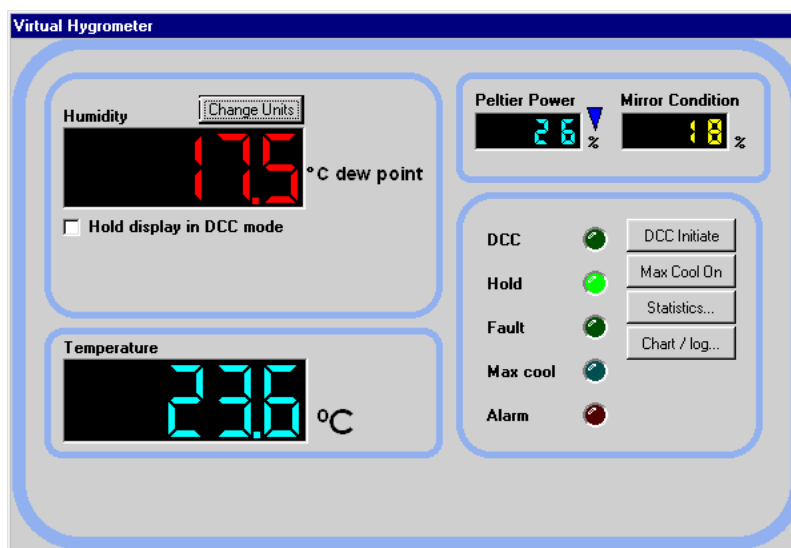 Virtual Hygrometer
Humidity
Change Units
17.5 °C dew point
Hold display in DCC mode
Temperature
23.6 °C
Peltier Power
26 %
Mirror Condition
18 %
DCC
Hold
Fault
Max cool
Alarm
DCC Initiate
Max Cool On
Statistics...
Chart / log...